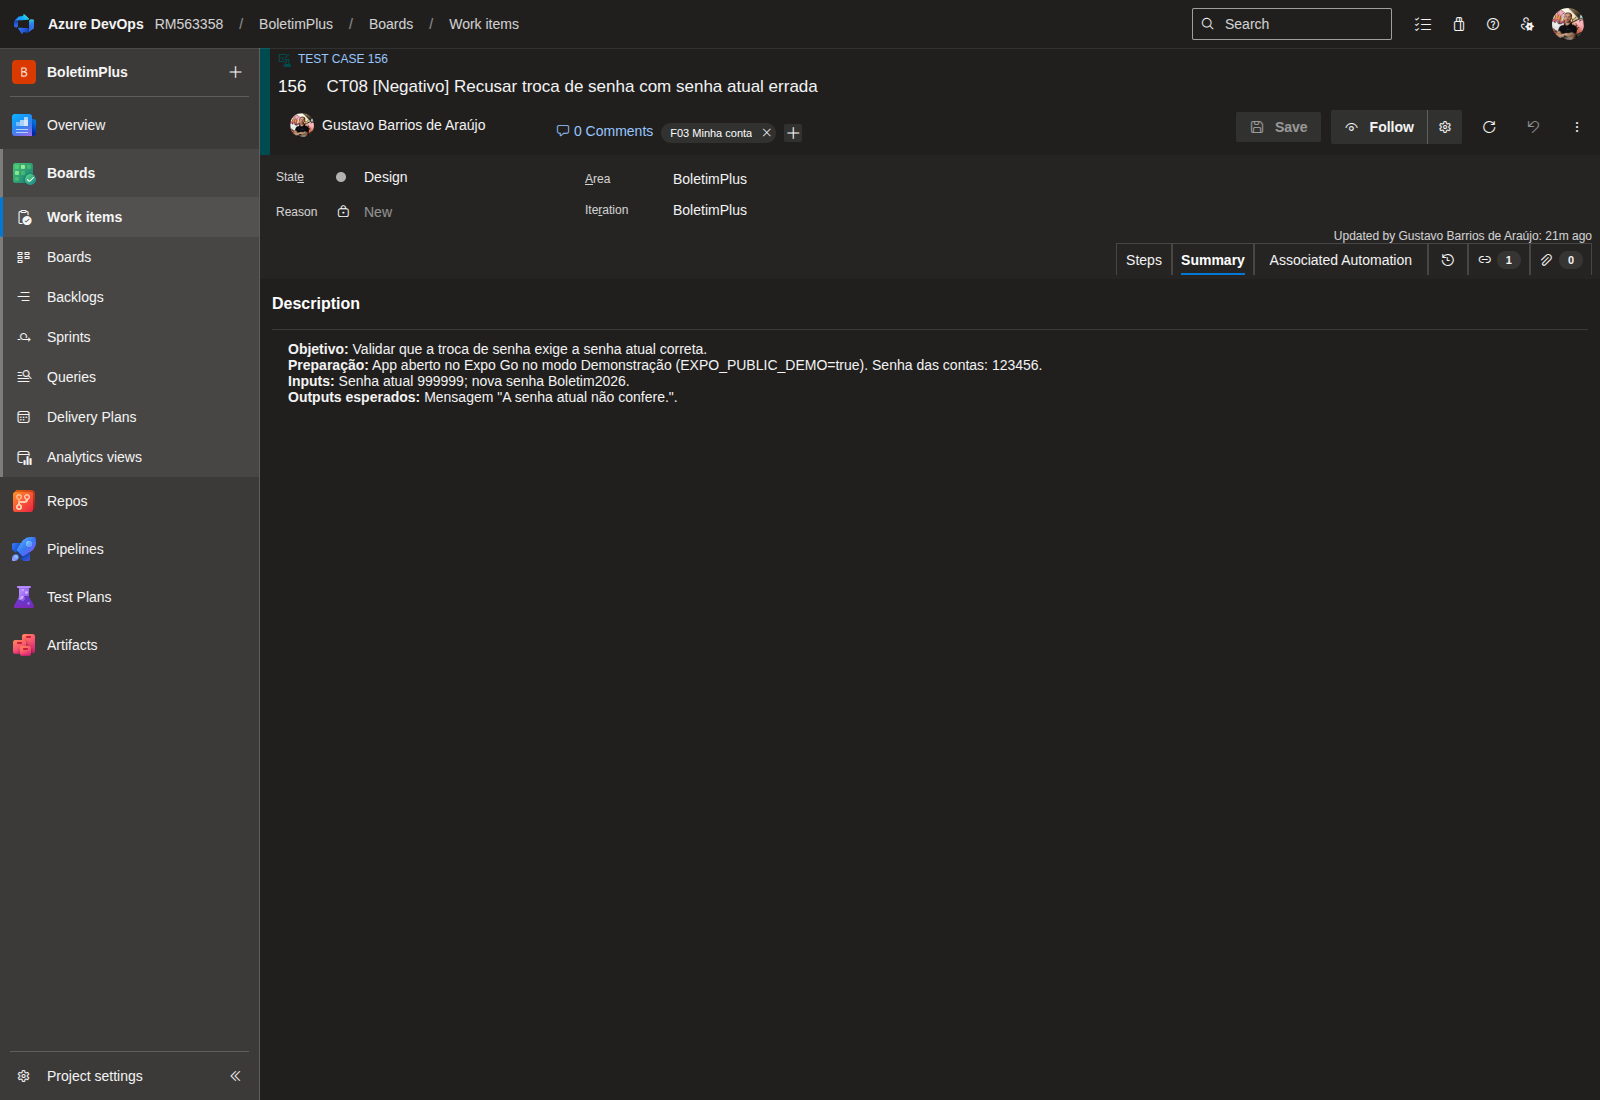 Azure DevOps RM563358 / BoletimPlus / Boards / Work items
Search
B BoletimPlus
Overview
Boards
Work items
Boards
Backlogs
Sprints
Queries
Delivery Plans
Analytics views
Repos
Pipelines
Test Plans
Artifacts
Project settings
TEST CASE 156
156 CT08 [Negativo] Recusar troca de senha com senha atual errada
Gustavo Barrios de Araújo
0 Comments
F03 Minha conta
Save
Follow
State Design
Area BoletimPlus
Reason New
Iteration BoletimPlus
Updated by Gustavo Barrios de Araújo: 21m ago
Steps Summary Associated Automation 1 0
Description
Objetivo: Validar que a troca de senha exige a senha atual correta.
Preparação: App aberto no Expo Go no modo Demonstração (EXPO_PUBLIC_DEMO=true). Senha das contas: 123456.
Inputs: Senha atual 999999; nova senha Boletim2026.
Outputs esperados: Mensagem "A senha atual não confere.".